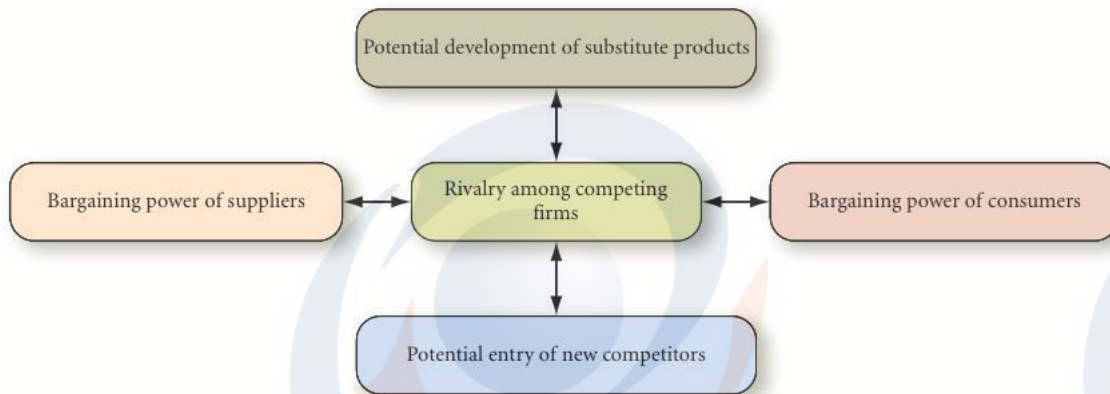 Potential development of substitute products
Bargaining power of suppliers
Rivalry among competing
firms
Bargaining power of consumers
Potential entry of new competitors